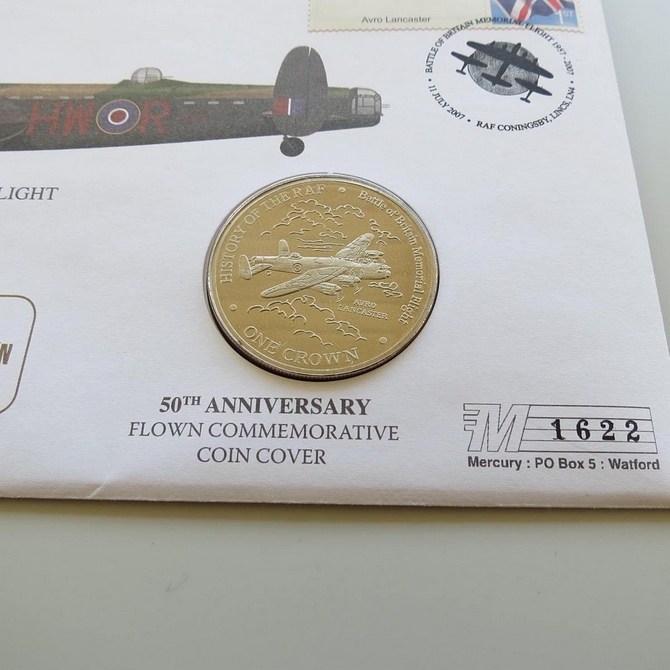 Avro Lancaster
1ST
BATTLE OF BRITAIN MEMORIAL FLIGHT 1957-2007
11 JULY 2007 • RAF CONINGSBY, LINCS, LN4
HW R
LIGHT
HISTORY OF THE RAF • Battle of Britain Memorial Flight
AVRO
LANCASTER
ONE CROWN
50TH ANNIVERSARY
FLOWN COMMEMORATIVE
COIN COVER
M 1622
Mercury : PO Box 5 : Watford